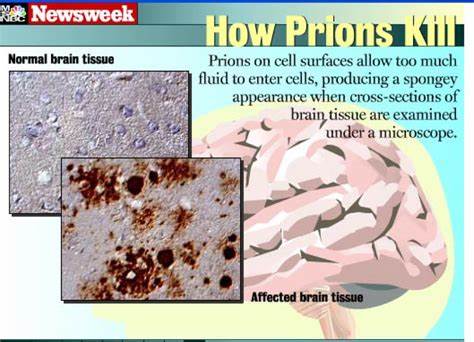 NBC
Newsweek
How Prions Kill
Normal brain tissue
Prions on cell surfaces allow too much
fluid to enter cells, producing a spongey
appearance when cross-sections of
brain tissue are examined
under a microscope.
Affected brain tissue